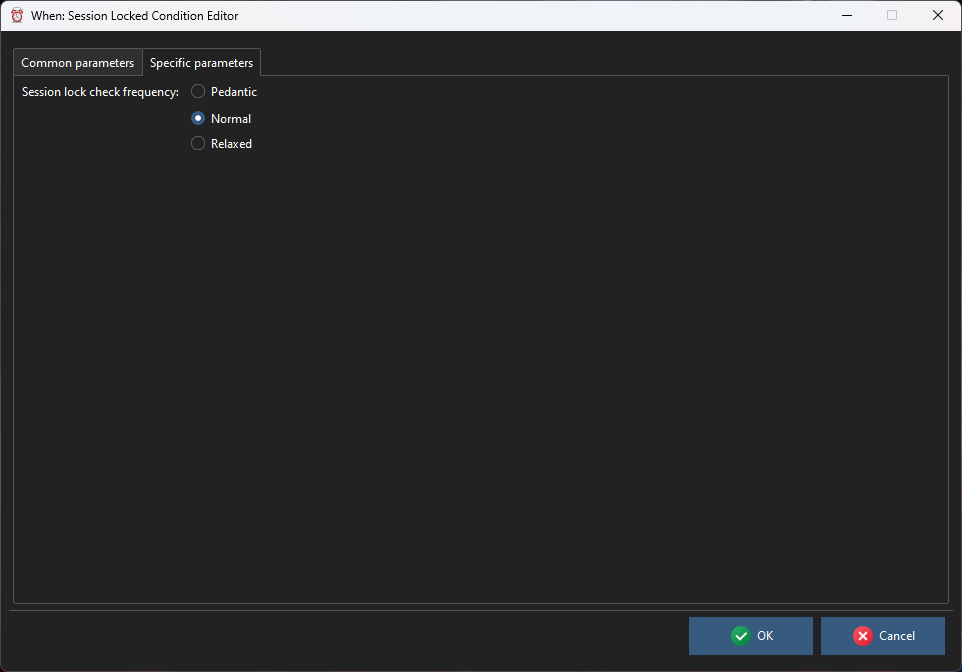 When: Session Locked Condition Editor
Common parameters
Specific parameters
Session lock check frequency:
Pedantic
Normal
Relaxed
OK
Cancel